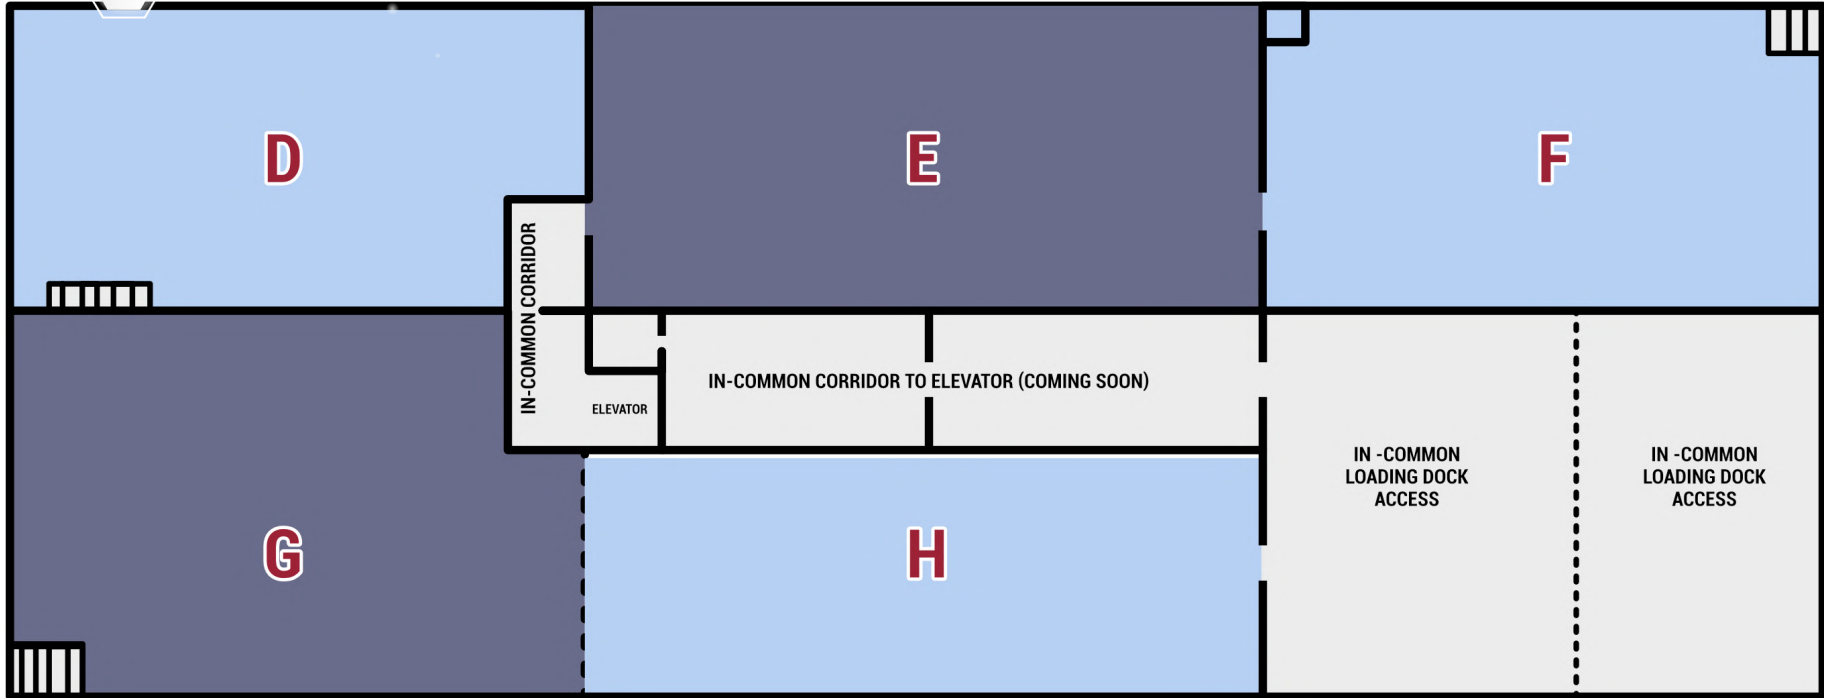 D
E
F
IN-COMMON CORRIDOR
IN-COMMON CORRIDOR TO ELEVATOR (COMING SOON)
ELEVATOR
IN -COMMON
LOADING DOCK
ACCESS
IN -COMMON
LOADING DOCK
ACCESS
G
H